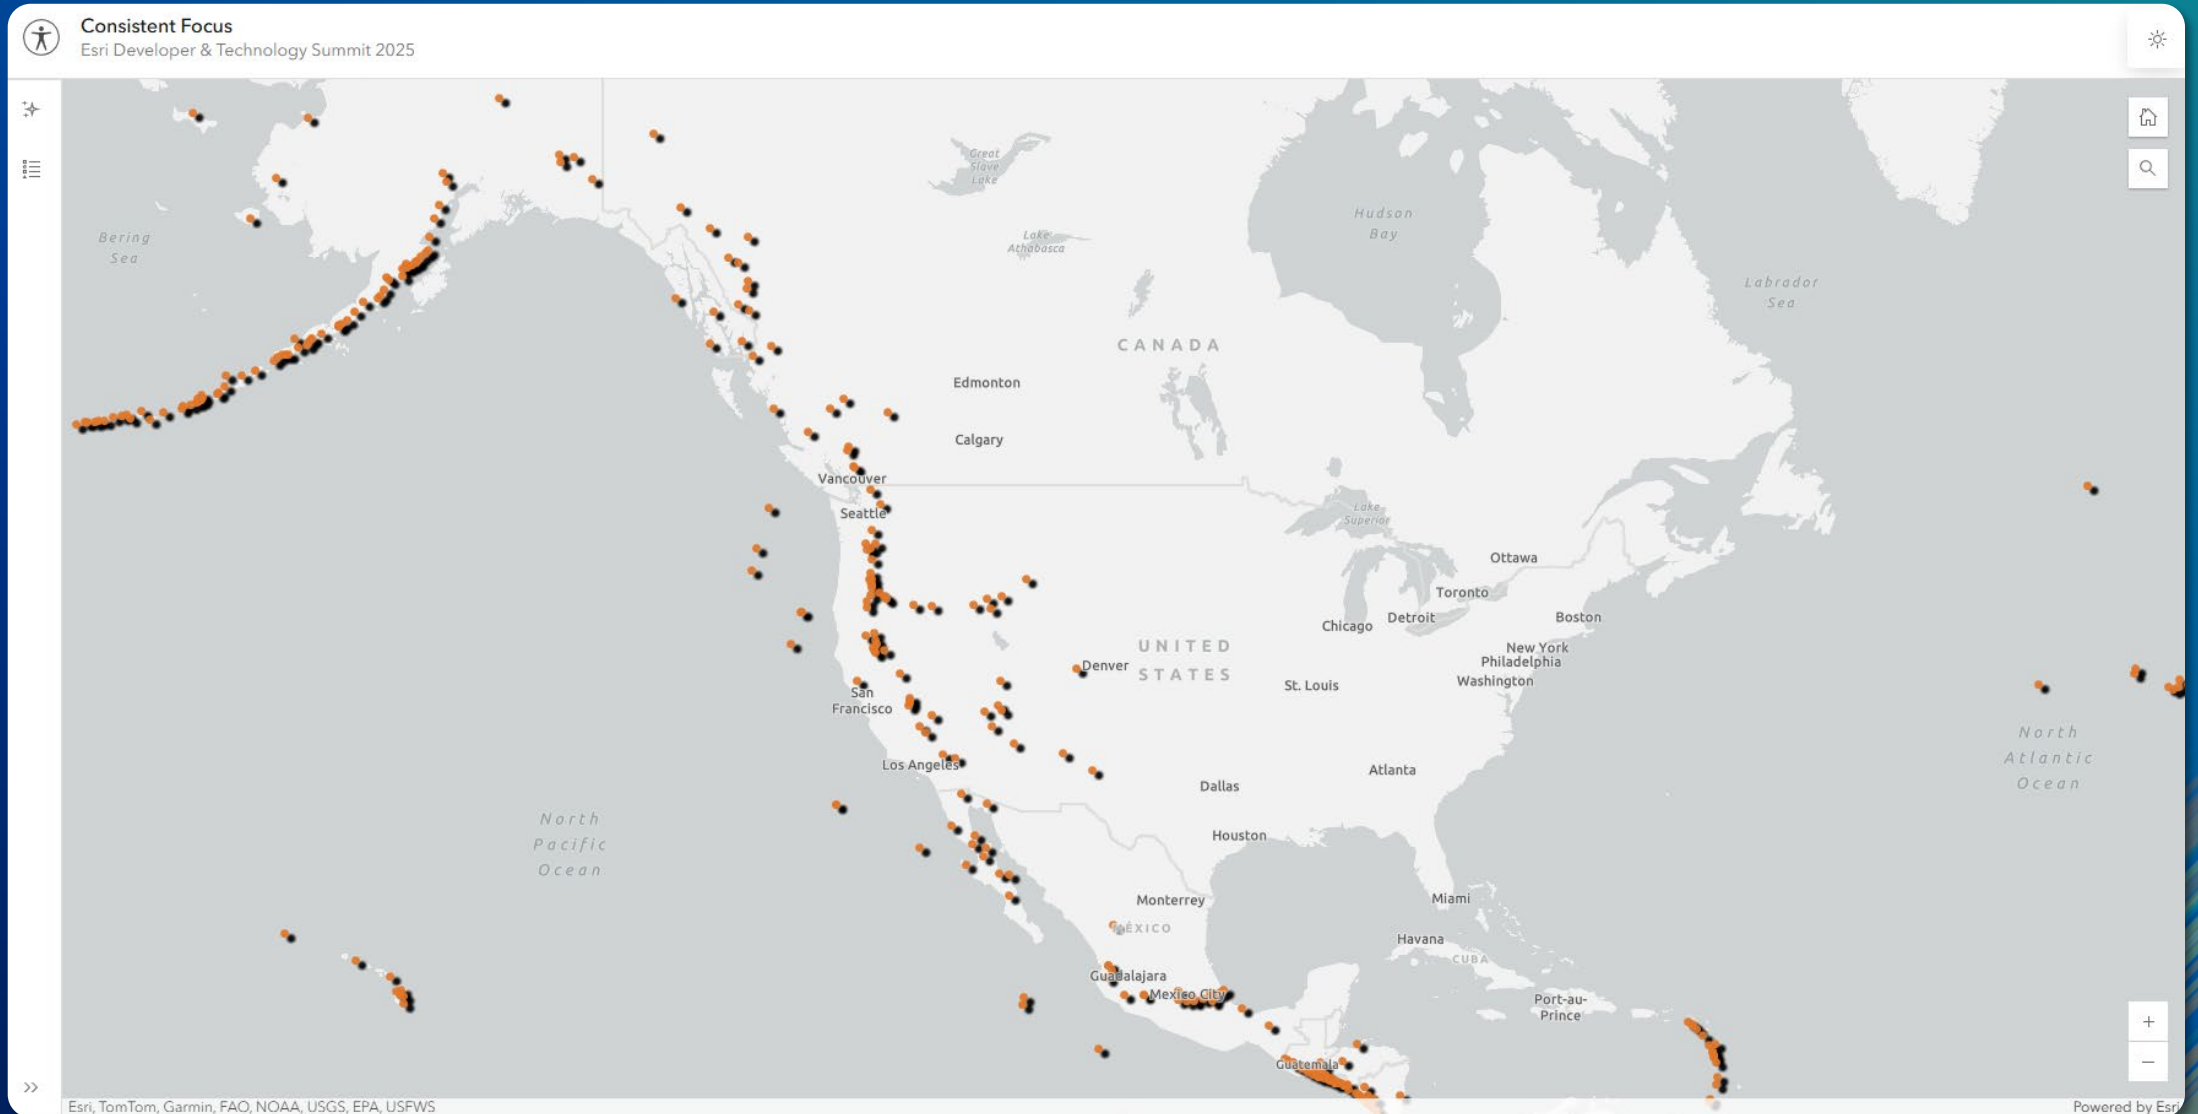 Consistent Focus
Esri Developer & Technology Summit 2025
Great
Slave
Lake
Bering
Sea
Lake
Athabasca
Hudson
Bay
Labrador
Sea
CANADA
Edmonton
Calgary
Vancouver
Seattle
Lake
Superior
Ottawa
Toronto
Detroit
Chicago
Boston
New York
Philadelphia
Washington
UNITED
STATES
Denver
St. Louis
San
Francisco
Los Angeles
Atlanta
Dallas
Houston
North
Atlantic
Ocean
North
Pacific
Ocean
Monterrey
MÉXICO
Miami
Havana
CUBA
Guadalajara
Mexico City
Port-au-
Prince
Guatemala
Esri, TomTom, Garmin, FAO, NOAA, USGS, EPA, USFWS
Powered by Esri